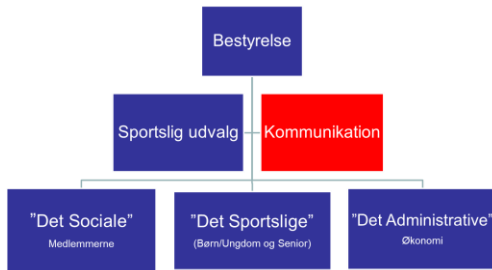 Bestyrelse
Sportslig udvalg
Kommunikation
”Det Sociale”
Medlemmerne
”Det Sportslige”
(Børn/Ungdom og Senior)
”Det Administrative”
Økonomi